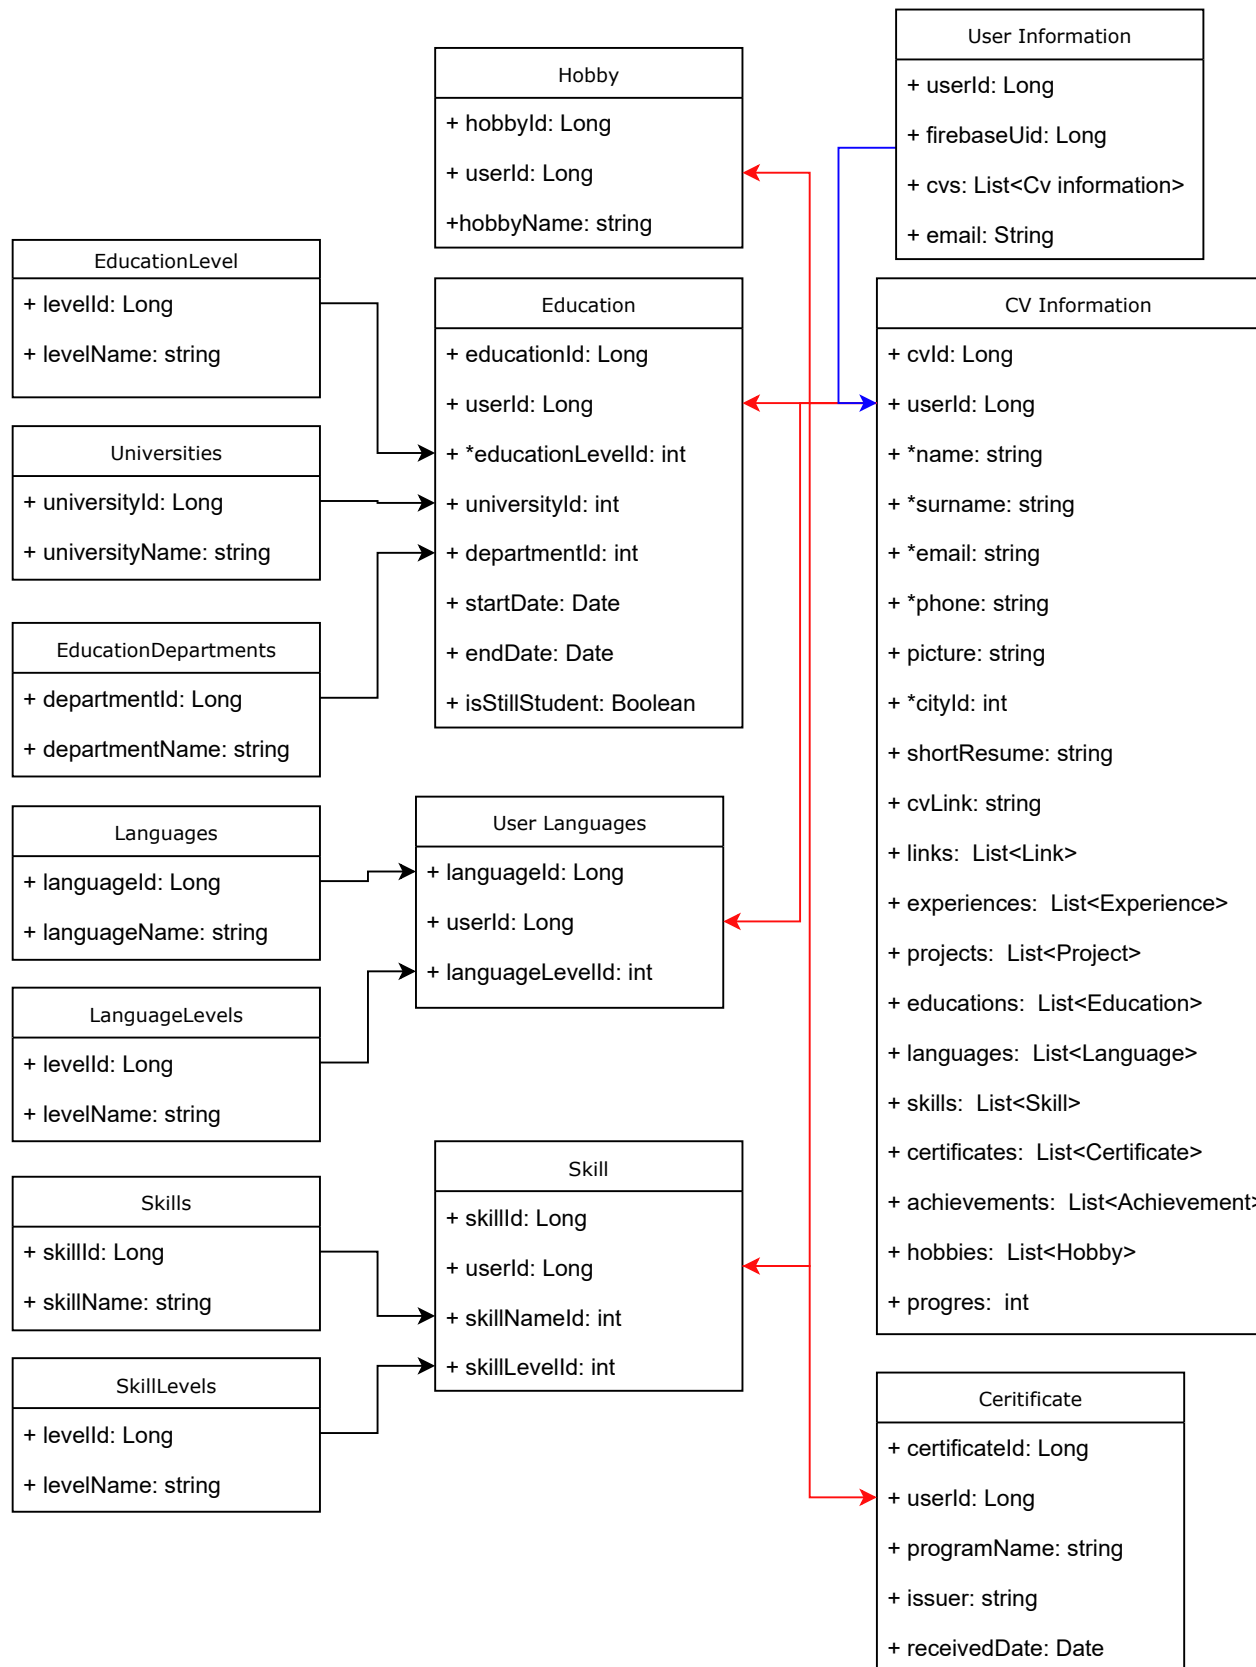 Hobby
+ hobbyId: Long
+ userId: Long
+hobbyName: string
User Information
+ userId: Long
+ firebaseUid: Long
+ cvs: List<Cv information>
+ email: String
EducationLevel
+ levelId: Long
+ levelName: string
Education
+ educationId: Long
+ userId: Long
+ *educationLevelId: int
+ universityId: int
+ departmentId: int
+ startDate: Date
+ endDate: Date
+ isStillStudent: Boolean
CV Information
+ cvId: Long
+ userId: Long
+ *name: string
+ *surname: string
+ *email: string
+ *phone: string
+ picture: string
+ *cityId: int
+ shortResume: string
+ cvLink: string
+ links:  List<Link>
+ experiences:  List<Experience>
+ projects:  List<Project>
+ educations:  List<Education>
+ languages:  List<Language>
+ skills:  List<Skill>
+ certificates:  List<Certificate>
+ achievements:  List<Achievement>
+ hobbies:  List<Hobby>
+ progres:  int
Universities
+ universityId: Long
+ universityName: string
EducationDepartments
+ departmentId: Long
+ departmentName: string
Languages
+ languageId: Long
+ languageName: string
User Languages
+ languageId: Long
+ userId: Long
+ languageLevelId: int
LanguageLevels
+ levelId: Long
+ levelName: string
Skills
+ skillId: Long
+ skillName: string
Skill
+ skillId: Long
+ userId: Long
+ skillNameId: int
+ skillLevelId: int
SkillLevels
+ levelId: Long
+ levelName: string
Ceritificate
+ certificateId: Long
+ userId: Long
+ programName: string
+ issuer: string
+ receivedDate: Date